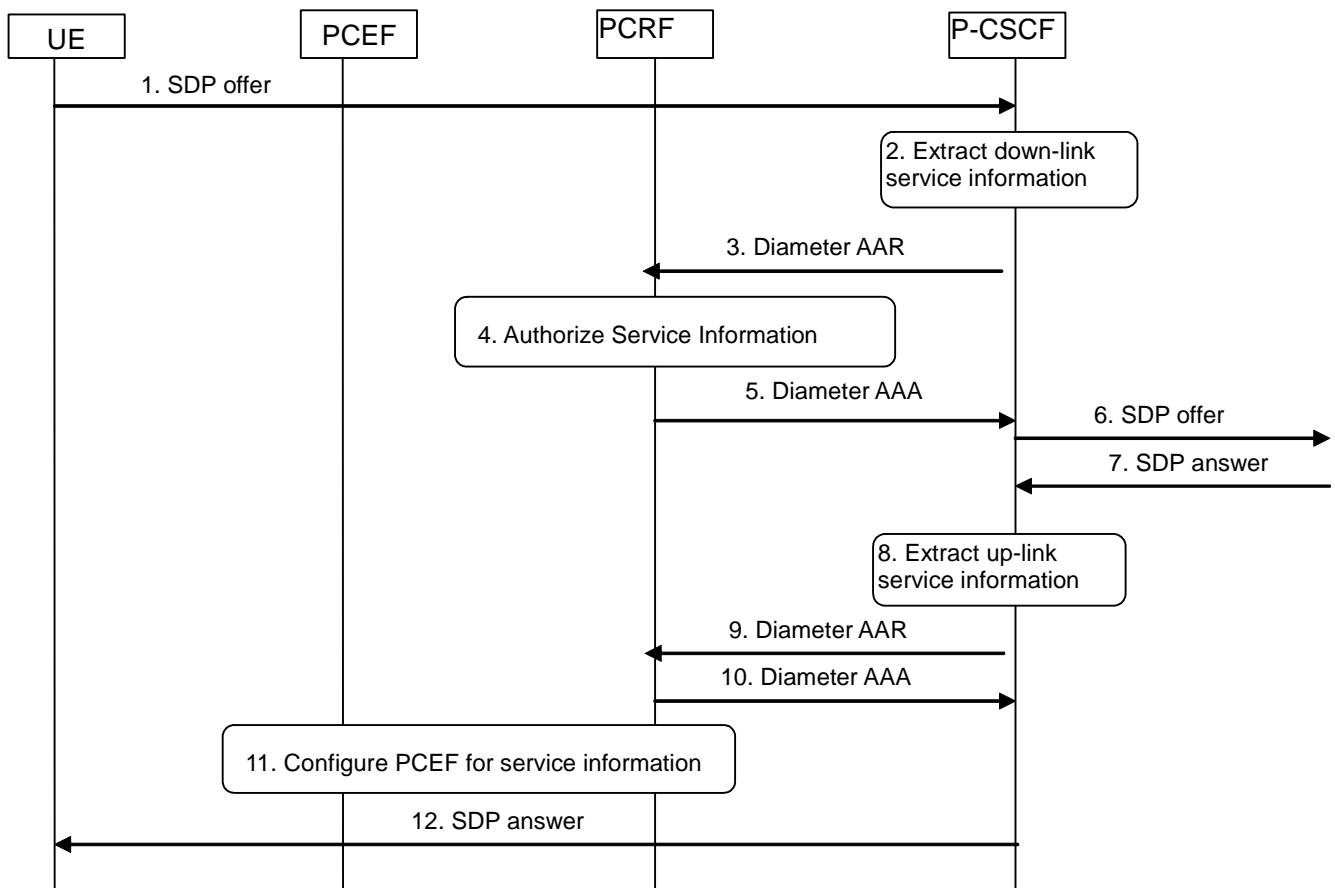 UE
PCEF
PCRF
P-CSCF
1. SDP offer
2. Extract down-link
service information
3. Diameter AAR
4. Authorize Service Information
5. Diameter AAA
6. SDP offer
7. SDP answer
8. Extract up-link
service information
9. Diameter AAR
10. Diameter AAA
11. Configure PCEF for service information
12. SDP answer